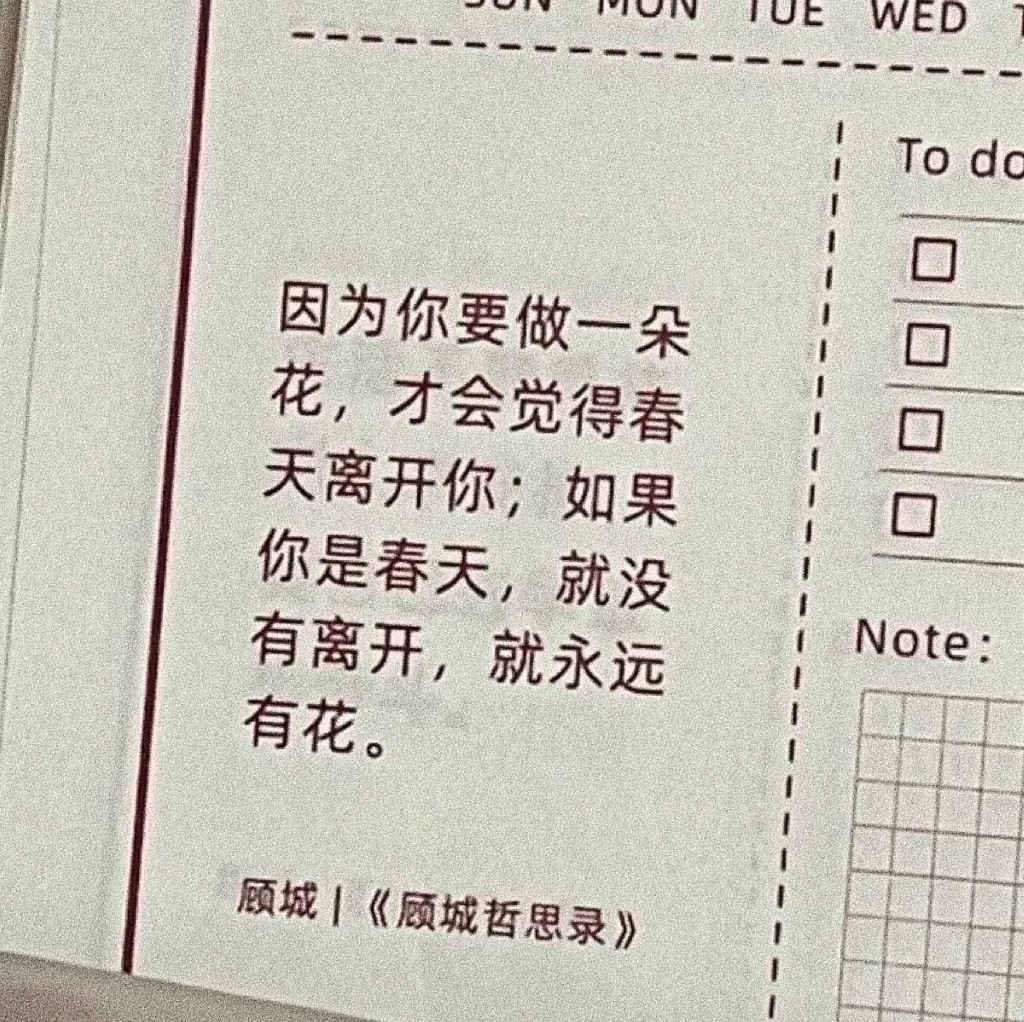 SUN MON TUE WED
To do
因为你要做一朵
花，才会觉得春
天离开你；如果
你是春天，就没
有离开，就永远
有花。
Note：
顾城 | 《顾城哲思录》